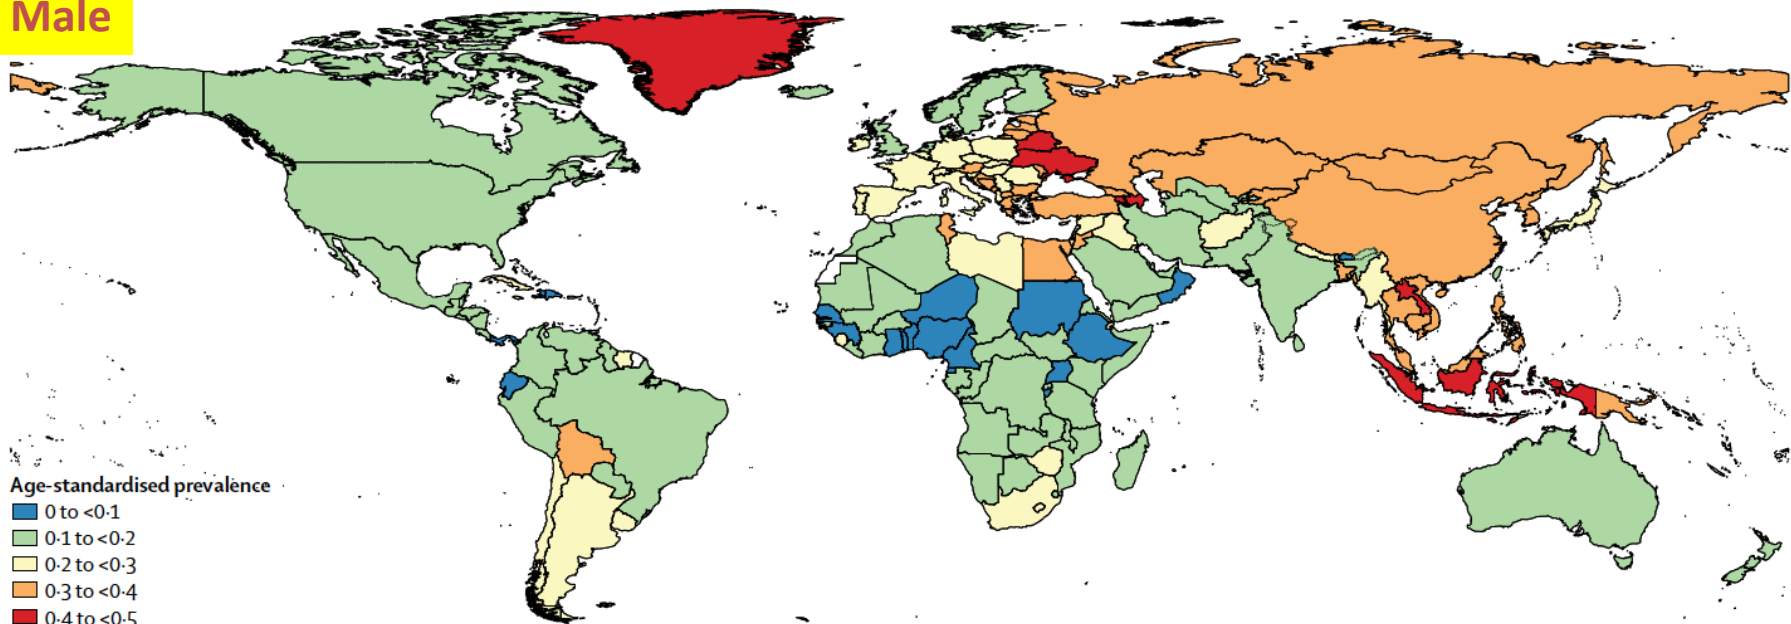 Male
Age-standardised prevalence
0 to <0·1
0·1 to <0·2
0·2 to <0·3
0·3 to <0·4
0·4 to <0·5